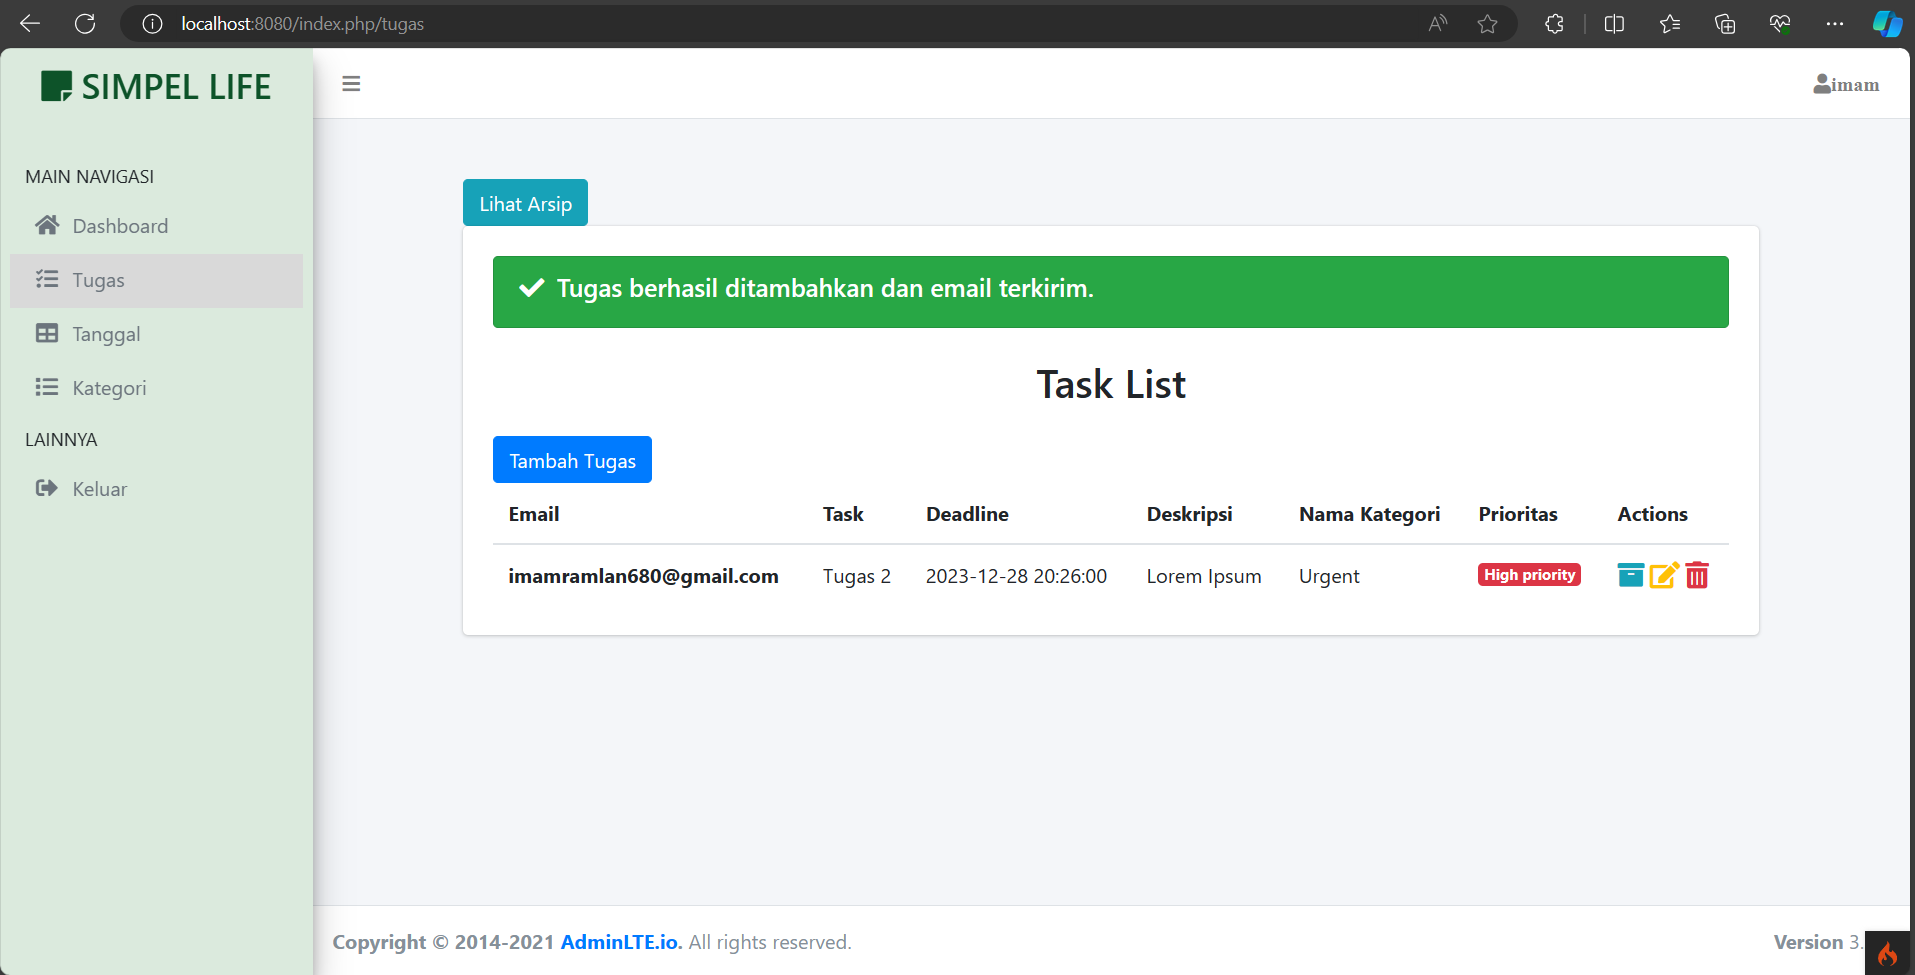 localhost:8080/index.php/tugas
SIMPEL LIFE
imam
MAIN NAVIGASI
Dashboard
Tugas
Tanggal
Kategori
LAINNYA
Keluar
Lihat Arsip
Tugas berhasil ditambahkan dan email terkirim.
Task List
Tambah Tugas
Email Task Deadline Deskripsi Nama Kategori Prioritas Actions
imamramlan680@gmail.com Tugas 2 2023-12-28 20:26:00 Lorem Ipsum Urgent High priority
Copyright © 2014-2021 AdminLTE.io. All rights reserved. Version 3.